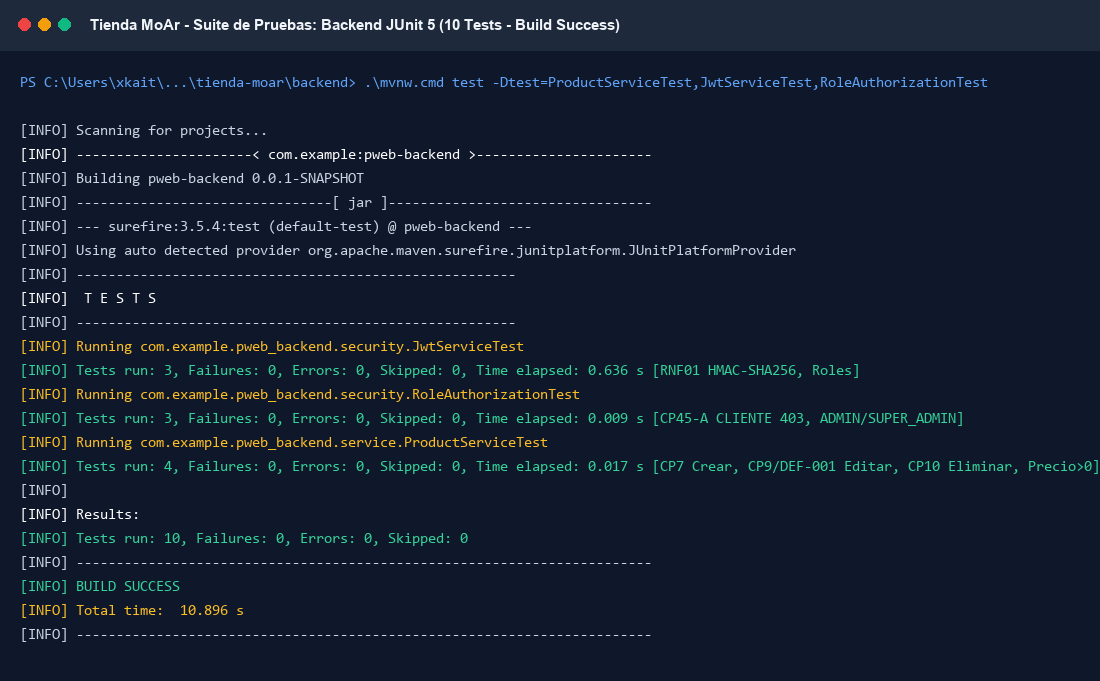 Tienda MoAr - Suite de Pruebas: Backend JUnit 5 (10 Tests - Build Success)
PS C:\Users\xkait\...\tienda-moar\backend> .\mvnw.cmd test -Dtest=ProductServiceTest,JwtServiceTest,RoleAuthorizationTest
[INFO] Scanning for projects...
[INFO] ----------------------< com.example:pweb-backend >----------------------
[INFO] Building pweb-backend 0.0.1-SNAPSHOT
[INFO] --------------------------------[ jar ]---------------------------------
[INFO] --- surefire:3.5.4:test (default-test) @ pweb-backend ---
[INFO] Using auto detected provider org.apache.maven.surefire.junitplatform.JUnitPlatformProvider
[INFO] -------------------------------------------------------
[INFO]  T E S T S
[INFO] -------------------------------------------------------
[INFO] Running com.example.pweb_backend.security.JwtServiceTest
[INFO] Tests run: 3, Failures: 0, Errors: 0, Skipped: 0, Time elapsed: 0.636 s [RNF01 HMAC-SHA256, Roles]
[INFO] Running com.example.pweb_backend.security.RoleAuthorizationTest
[INFO] Tests run: 3, Failures: 0, Errors: 0, Skipped: 0, Time elapsed: 0.009 s [CP45-A CLIENTE 403, ADMIN/SUPER_ADMIN]
[INFO] Running com.example.pweb_backend.service.ProductServiceTest
[INFO] Tests run: 4, Failures: 0, Errors: 0, Skipped: 0, Time elapsed: 0.017 s [CP7 Crear, CP9/DEF-001 Editar, CP10 Eliminar, Precio>0]
[INFO]
[INFO] Results:
[INFO] Tests run: 10, Failures: 0, Errors: 0, Skipped: 0
[INFO] ------------------------------------------------------------------------
[INFO] BUILD SUCCESS
[INFO] Total time:  10.896 s
[INFO] ------------------------------------------------------------------------